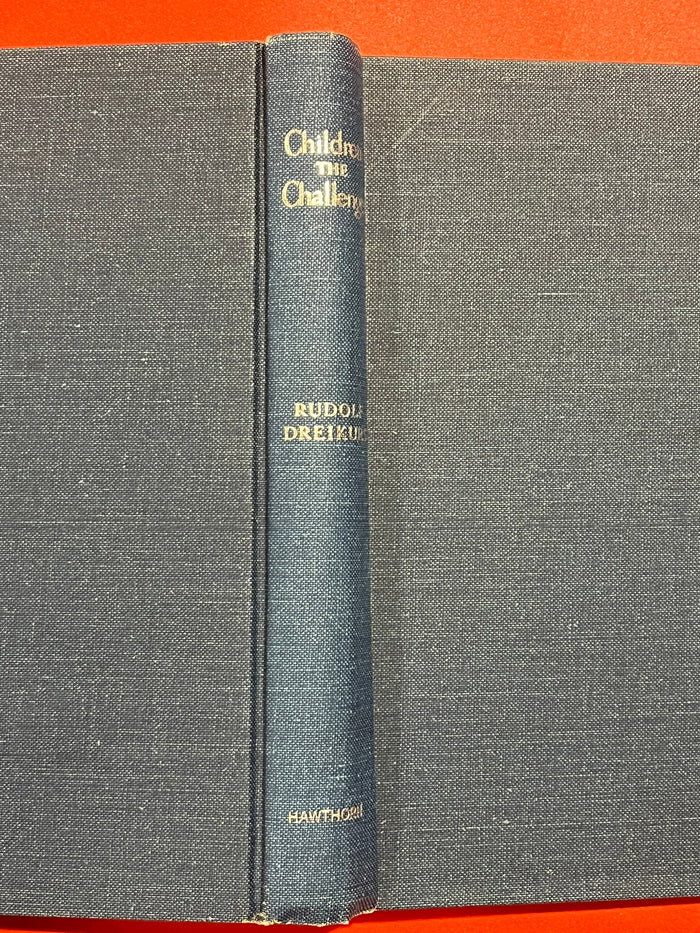 Children
THE
Challenge
RUDOLF
DREIKURS
HAWTHORN